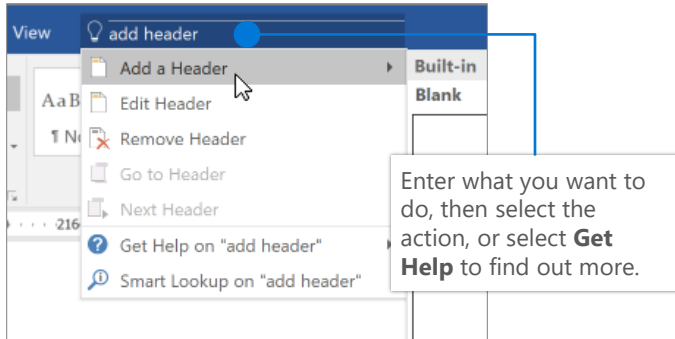 View add header
Add a Header Built-in
AaB Edit Header Blank
¶ No Remove Header
Go to Header
Next Header
216
Get Help on "add header"
Smart Lookup on "add header"
Enter what you want to
do, then select the
action, or select Get
Help to find out more.